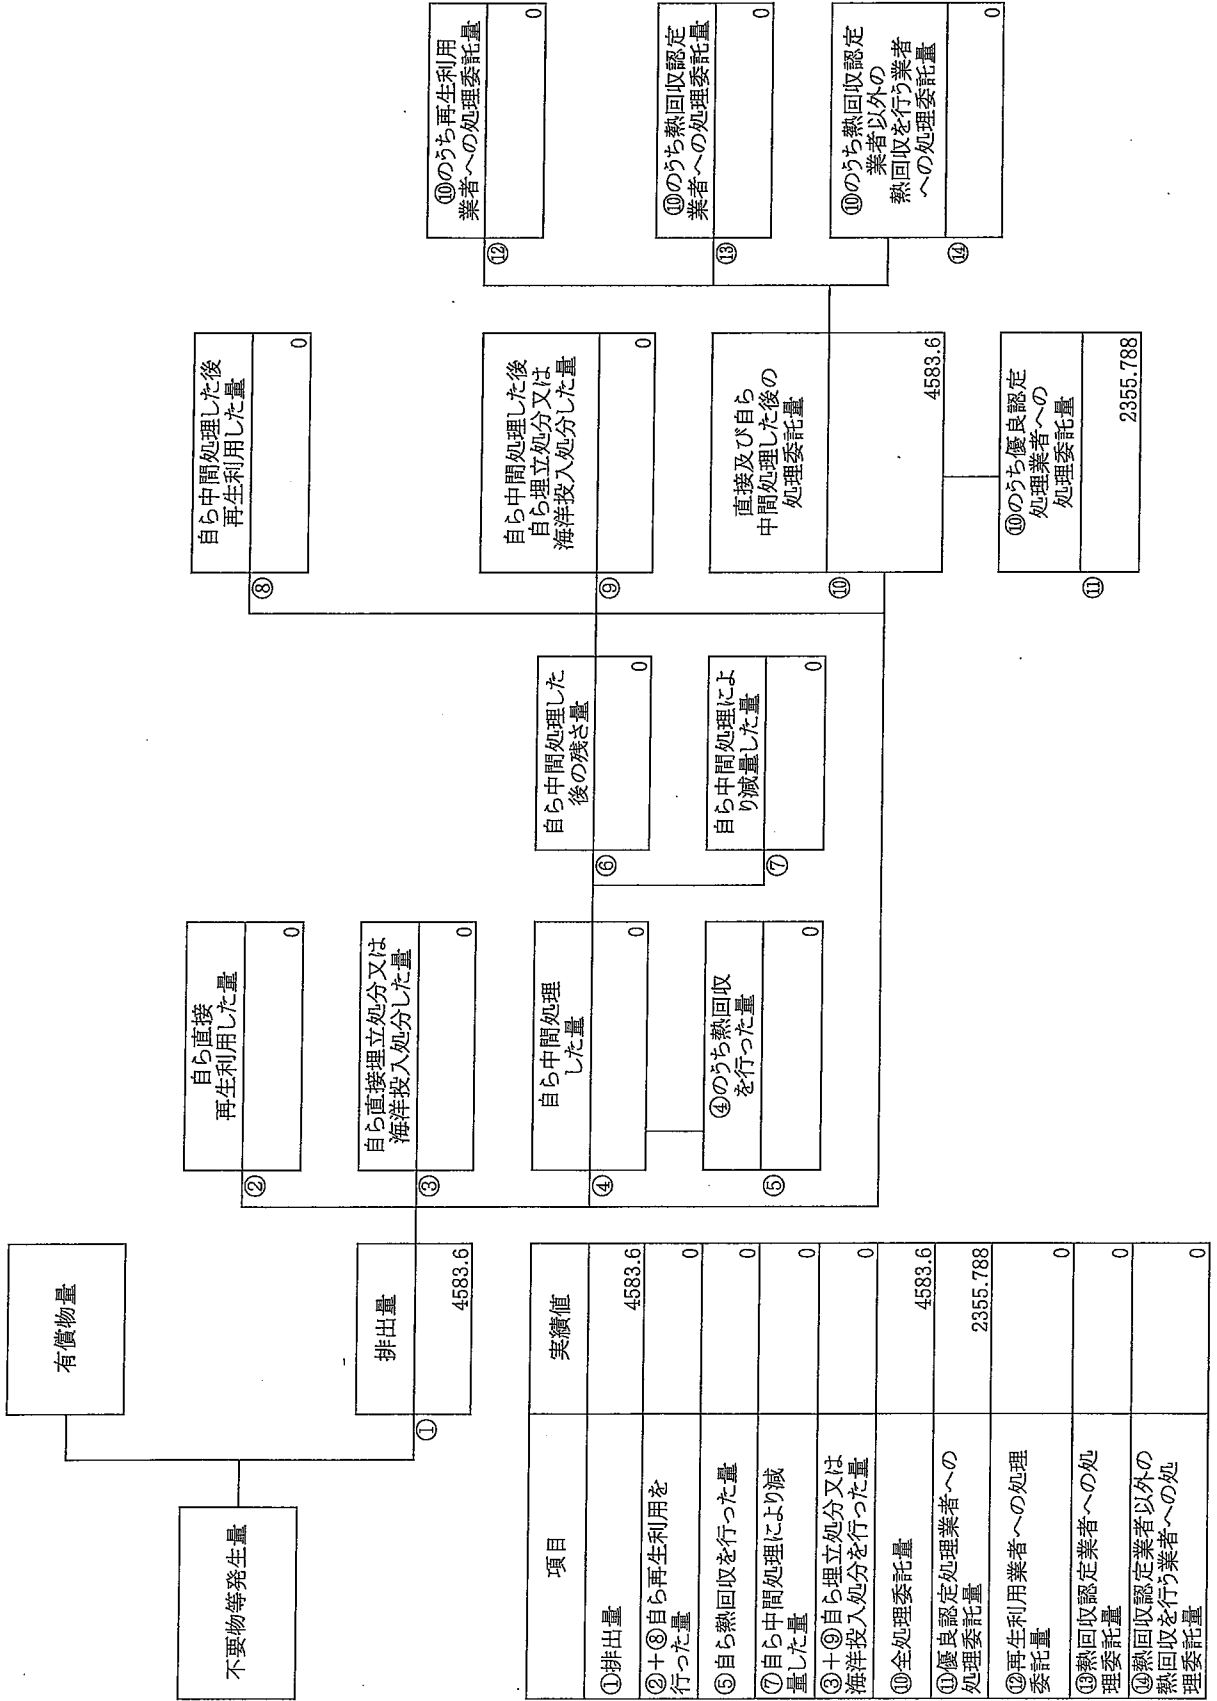 不要物等発生量
有償物量
①
排出量
4583.6
②
自ら直接
再生利用した量
0
③
自ら直接埋立処分又は
海洋投入処分した量
0
④
自ら中間処理
した量
0
⑤
④のうち熱回収
を行った量
0
⑥
自ら中間処理した
後の残さ量
0
⑦
自ら中間処理によ
り減量した量
0
⑧
自ら中間処理した後
再生利用した量
0
⑨
自ら中間処理した後
自ら埋立処分又は
海洋投入処分した量
0
⑩
直接及び自ら
中間処理した後の
処理委託量
4583.6
⑪
⑩のうち優良認定
処理業者への
処理委託量
2355.788
⑫
⑩のうち再生利用
業者への処理委託量
0
⑬
⑩のうち熱回収認定
業者への処理委託量
0
⑭
⑩のうち熱回収認定
業者以外の
熱回収を行う業者
への処理委託量
0
項目 実績値
①排出量 4583.6
②+⑧自ら再生利用を
行った量 0
⑤自ら熱回収を行った量 0
⑦自ら中間処理により減
量した量 0
③+⑨自ら埋立処分又は
海洋投入処分を行った量 0
⑩全処理委託量 4583.6
⑪優良認定処理業者への
処理委託量 2355.788
⑫再生利用業者への処理
委託量 0
⑬熱回収認定業者への処
理委託量 0
⑭熱回収認定業者以外の
熱回収を行う業者への処
理委託量 0